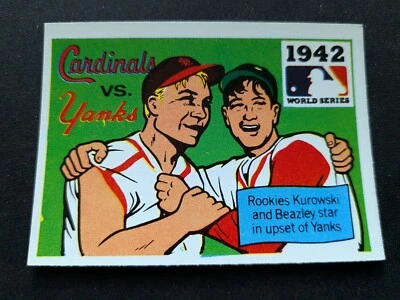 Cardinals
vs.
Yanks
1942
WORLD SERIES
Rookies Kurowski
and Beazley star
in upset of Yanks